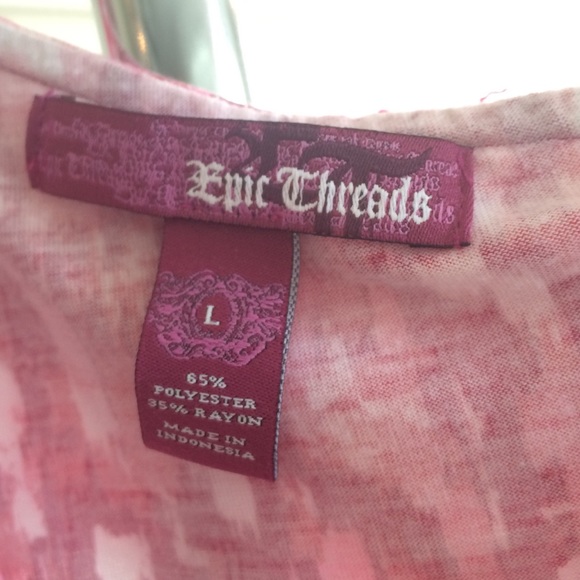 Epic Threads
L
65%
POLYESTER
35% RAYON
MADE IN
INDONESIA